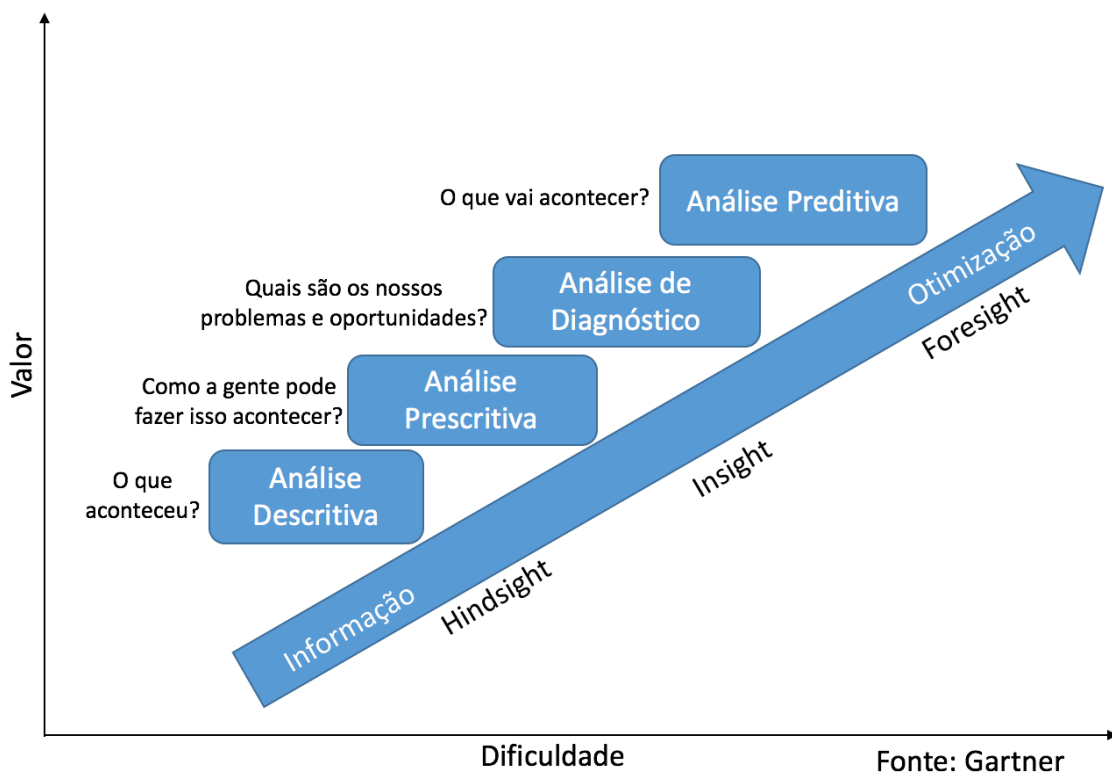 Valor
O que vai acontecer?
Análise Preditiva
Quais são os nossos
problemas e oportunidades?
Análise de
Diagnóstico
Como a gente pode
fazer isso acontecer?
Análise
Prescritiva
O que
aconteceu?
Análise
Descritiva
Informação
Otimização
Hindsight
Insight
Foresight
Dificuldade
Fonte: Gartner